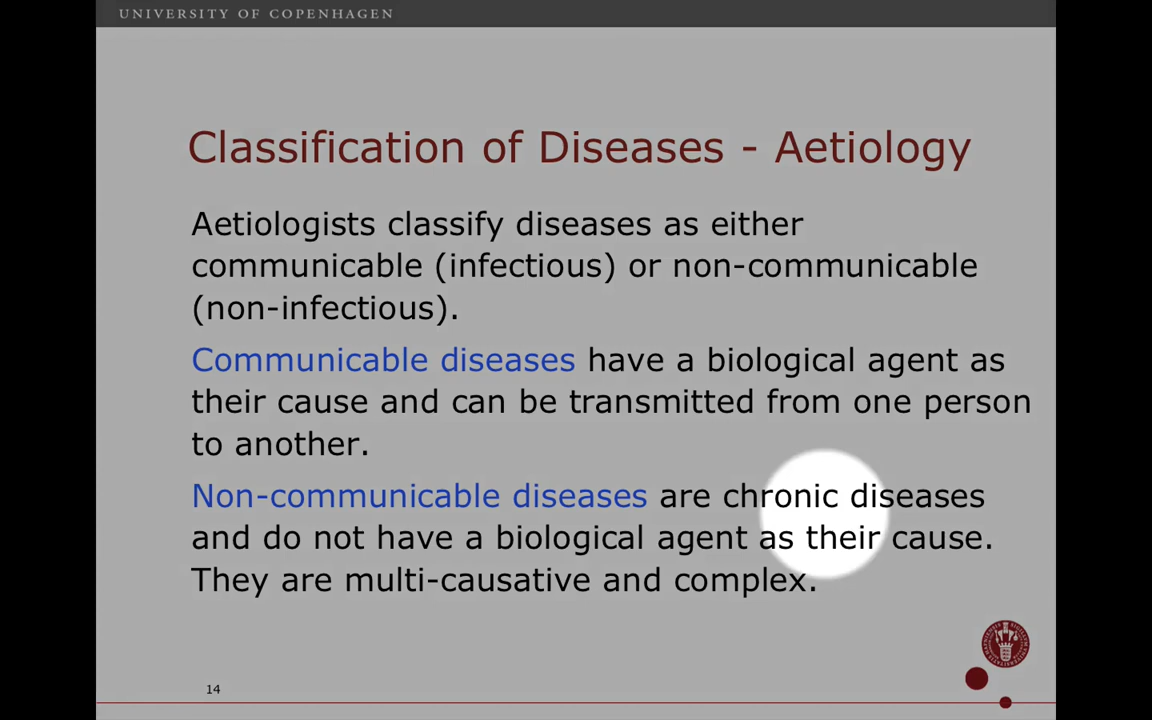 UNIVERSITY OF COPENHAGEN
Classification of Diseases - Aetiology
Aetiologists classify diseases as either
communicable (infectious) or non-communicable
(non-infectious).
Communicable diseases have a biological agent as
their cause and can be transmitted from one person
to another.
Non-communicable diseases are chronic diseases
and do not have a biological agent as their cause.
They are multi-causative and complex.
14